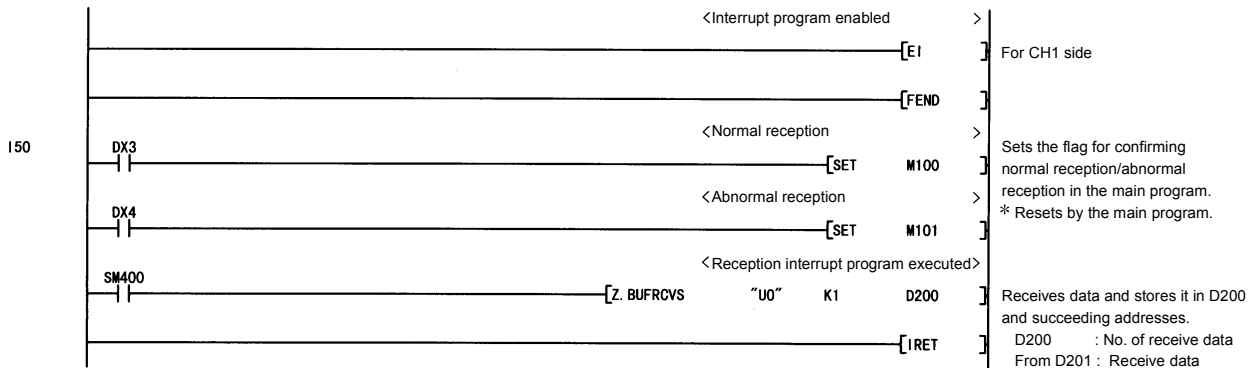 <Interrupt program enabled >
[EI ] For CH1 side
[FEND ]
<Normal reception >
I50 DX3 [SET M100 ] Sets the flag for confirming
normal reception/abnormal
<Abnormal reception > reception in the main program.
DX4 [SET M101 ] * Resets by the main program.
<Reception interrupt program executed>
SM400 [Z. BUFRCVS "U0" K1 D200 ] Receives data and stores it in D200
and succeeding addresses.
[IRET ] D200 : No. of receive data
From D201 : Receive data